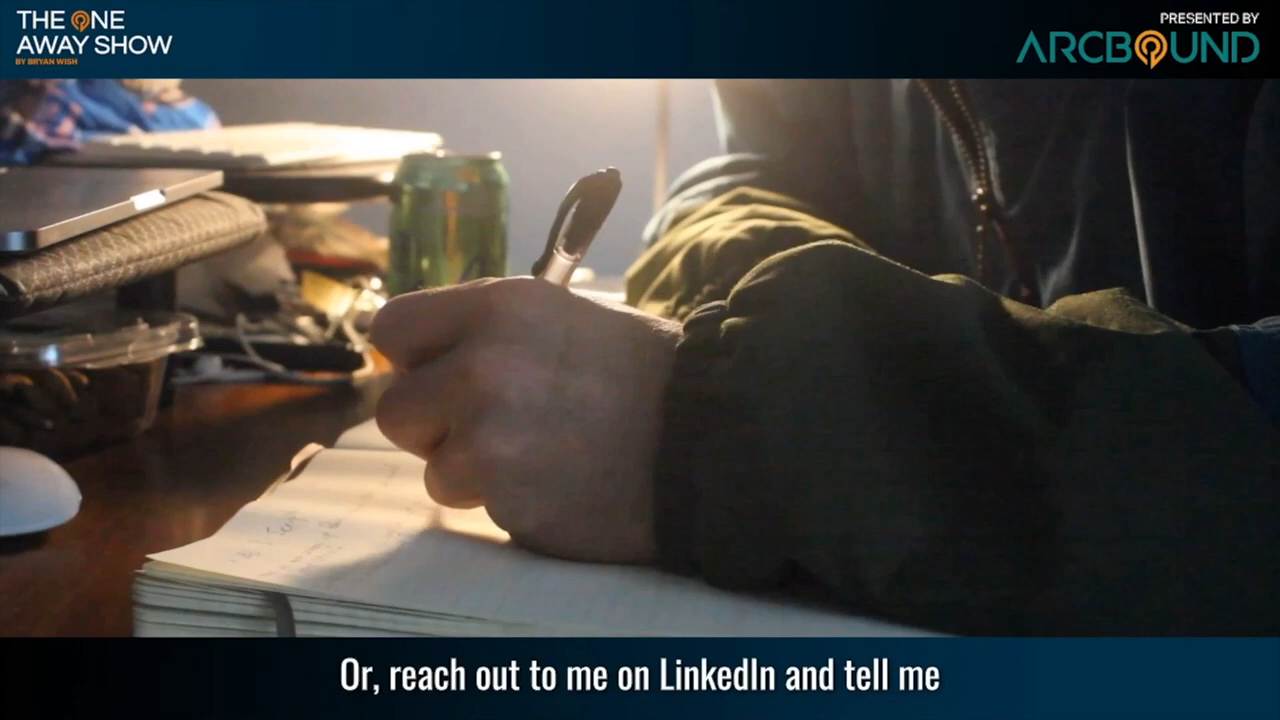 THE ONE
AWAY SHOW
BY BRYAN WISH
PRESENTED BY
ARCBOUND
Or, reach out to me on LinkedIn and tell me